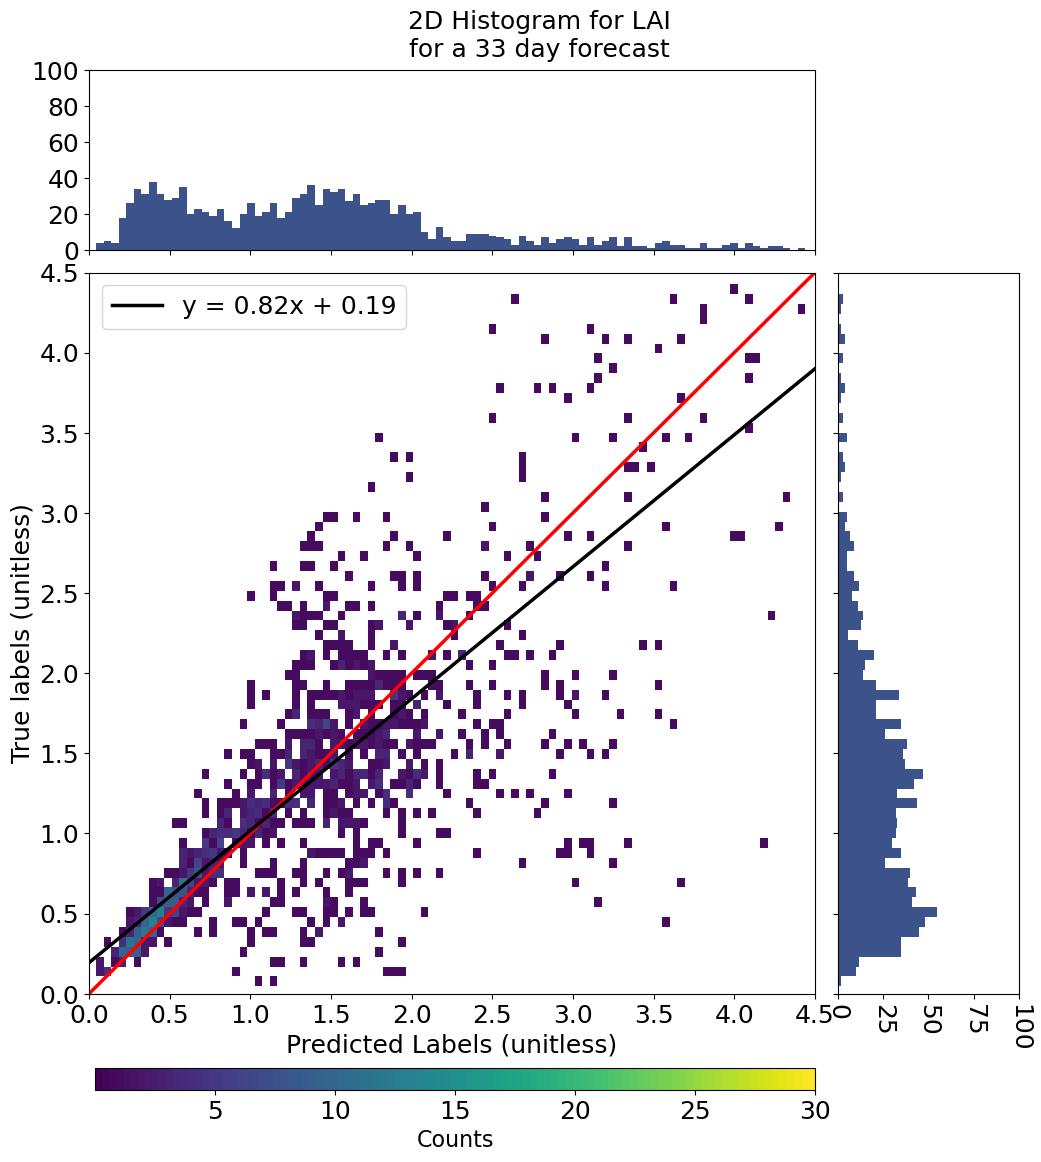 2D Histogram for LAI
for a 33 day forecast
100
80
60
40
20
0
4.5
4.0
3.5
3.0
2.5
2.0
1.5
1.0
0.5
0.0
True labels (unitless)
y = 0.82x + 0.19
0.0 0.5 1.0 1.5 2.0 2.5 3.0 3.5 4.0 4.5
Predicted Labels (unitless)
0 25 50 75 100
5 10 15 20 25 30
Counts